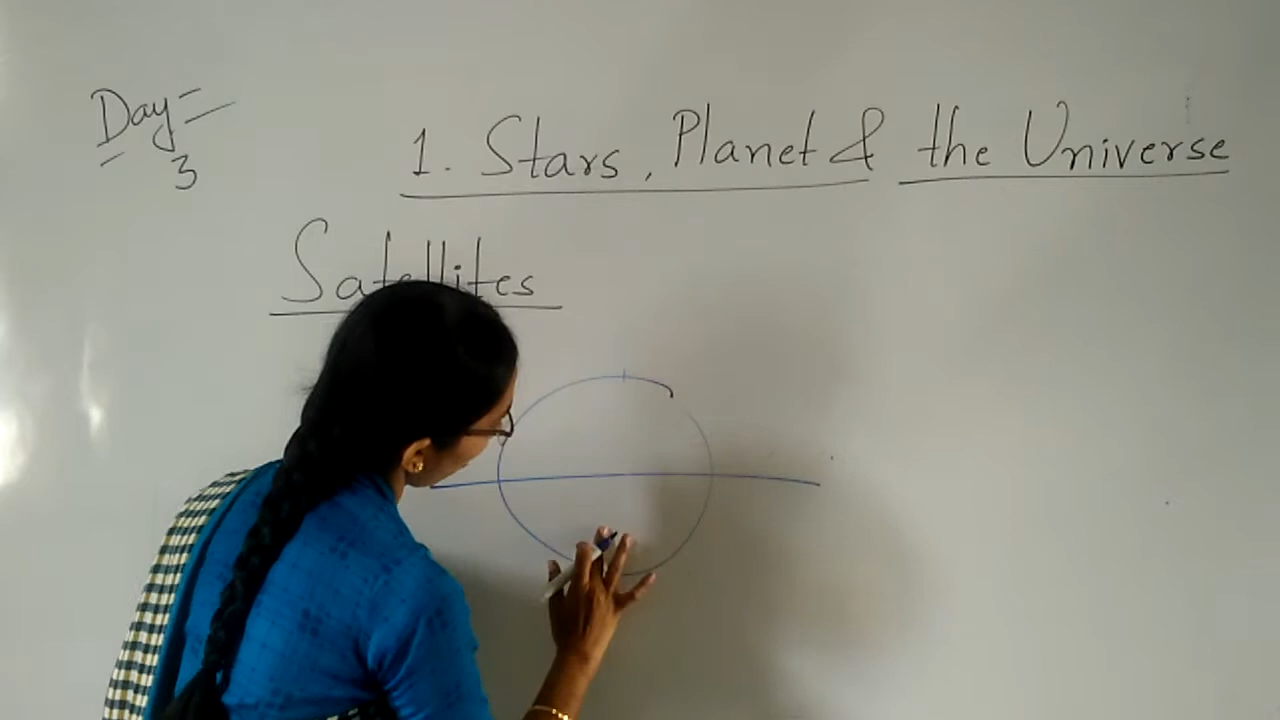 Day =
3
1. Stars, Planet & the Universe
Satellites